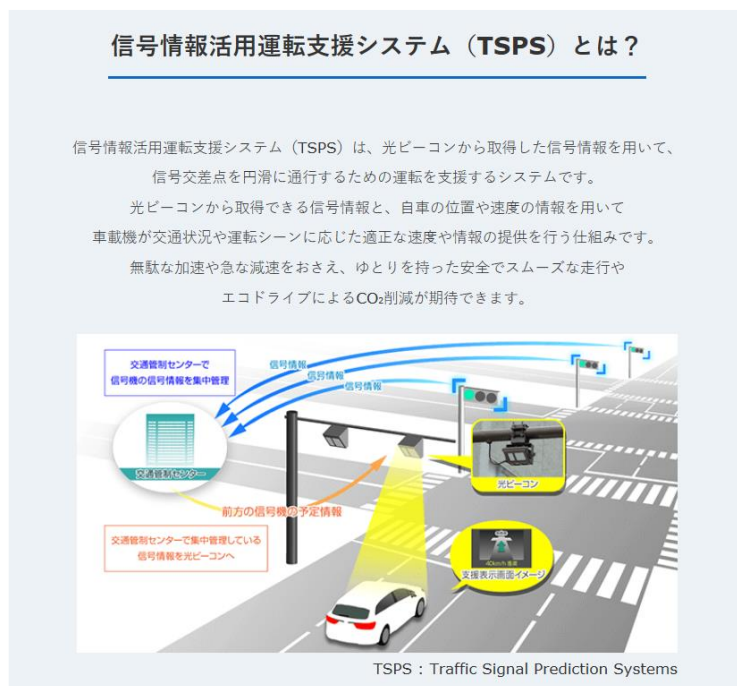 信号情報活用運転支援システム（TSPS）とは？
信号情報活用運転支援システム（TSPS）は、光ビーコンから取得した信号情報を用いて、
信号交差点を円滑に通行するための運転を支援するシステムです。
光ビーコンから取得できる信号情報と、自車の位置や速度の情報を用いて
車載機が交通状況や運転シーンに応じた適正な速度や情報の提供を行う仕組みです。
無駄な加速や急な減速をおさえ、ゆとりを持った安全でスムーズな走行や
エコドライブによるCO₂削減が期待できます。
交通管制センターで
信号機の信号情報を集中管理
信号情報
信号情報
信号情報
交通管制センター
光ビーコン
前方の信号機の予定情報
交通管制センターで集中管理している
信号情報を光ビーコンへ
支援表示画面イメージ
TSPS : Traffic Signal Prediction Systems